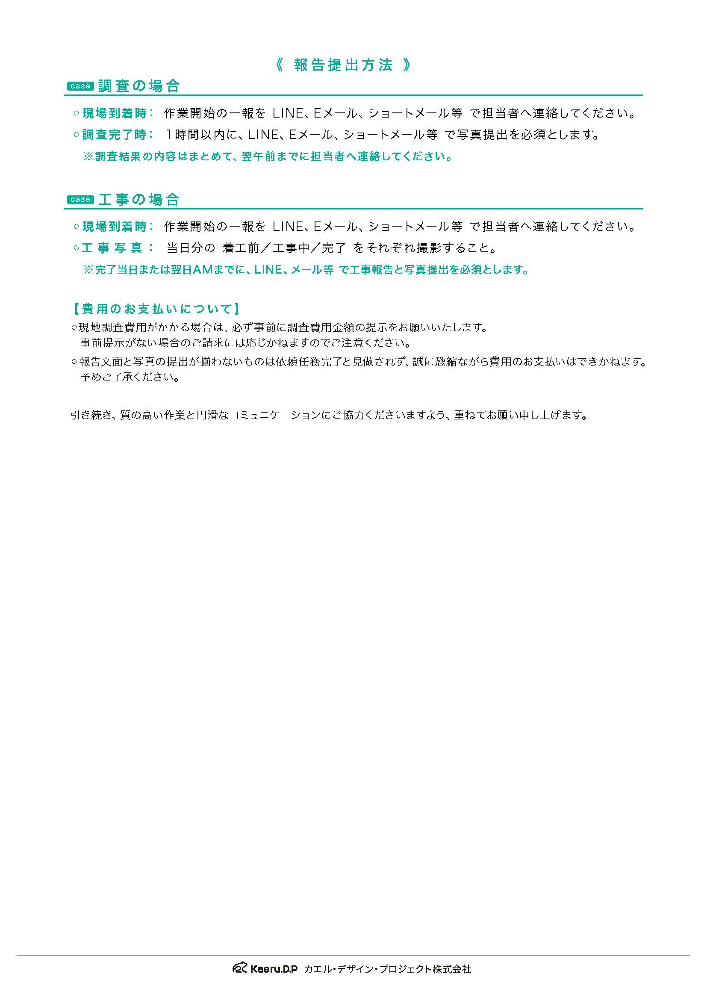 《 報告提出方法 》
case 調査の場合
○現場到着時： 作業開始の一報を LINE、Eメール、ショートメール等 で担当者へ連絡してください。
○調査完了時： 1時間以内に、LINE、Eメール、ショートメール等 で写真提出を必須とします。
※調査結果の内容はまとめて、翌午前までに担当者へ連絡してください。
case 工事の場合
○現場到着時： 作業開始の一報を LINE、Eメール、ショートメール等 で担当者へ連絡してください。
○工事写真： 当日分の 着工前／工事中／完了 をそれぞれ撮影すること。
※完了当日または翌日AMまでに、LINE、メール等 で工事報告と写真提出を必須とします。
【費用のお支払いについて】
○現地調査費用がかかる場合は、必ず事前に調査費用金額の提示をお願いいたします。
事前提示がない場合のご請求には応じかねますのでご注意ください。
○報告文面と写真の提出が揃わないものは依頼任務完了と見做されず、誠に恐縮ながら費用のお支払いはできかねます。
予めご了承ください。
引き続き、質の高い作業と円滑なコミュニケーションにご協力くださいますよう、重ねてお願い申し上げます。
Kaeru.D.P カエル・デザイン・プロジェクト株式会社